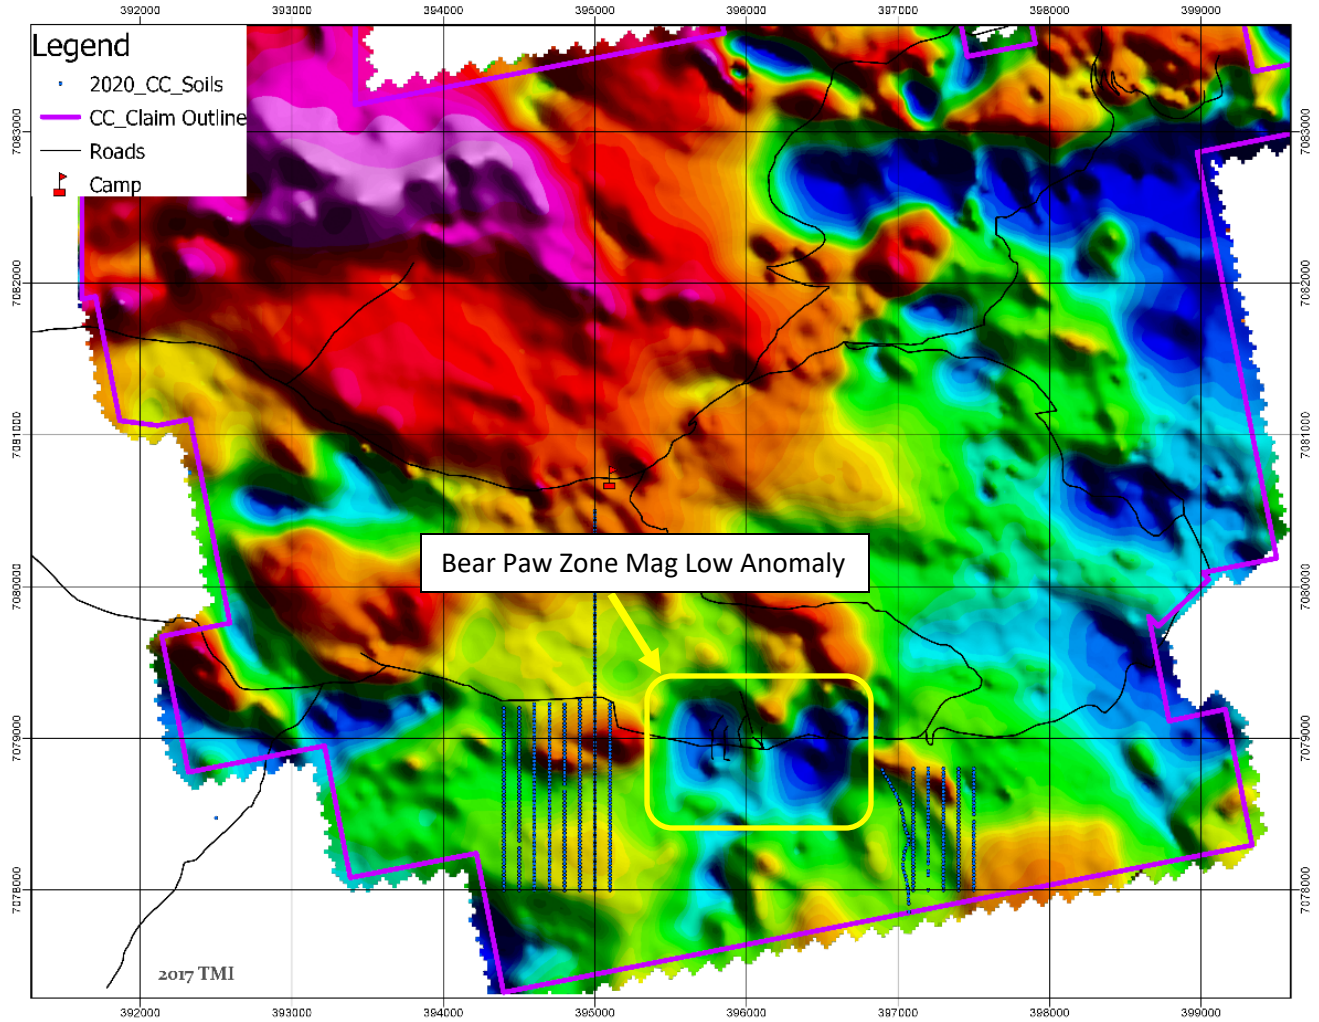 392000 393000 394000 395000 396000 397000 398000 399000
Legend
2020_CC_Soils
CC_Claim Outline
Roads
Camp
7083000 7083000
7082000 7082000
7081000 7081000
Bear Paw Zone Mag Low Anomaly
7080000 7080000
7079000 7079000
7078000 7078000
2017 TMI
392000 393000 394000 395000 396000 397000 398000 399000